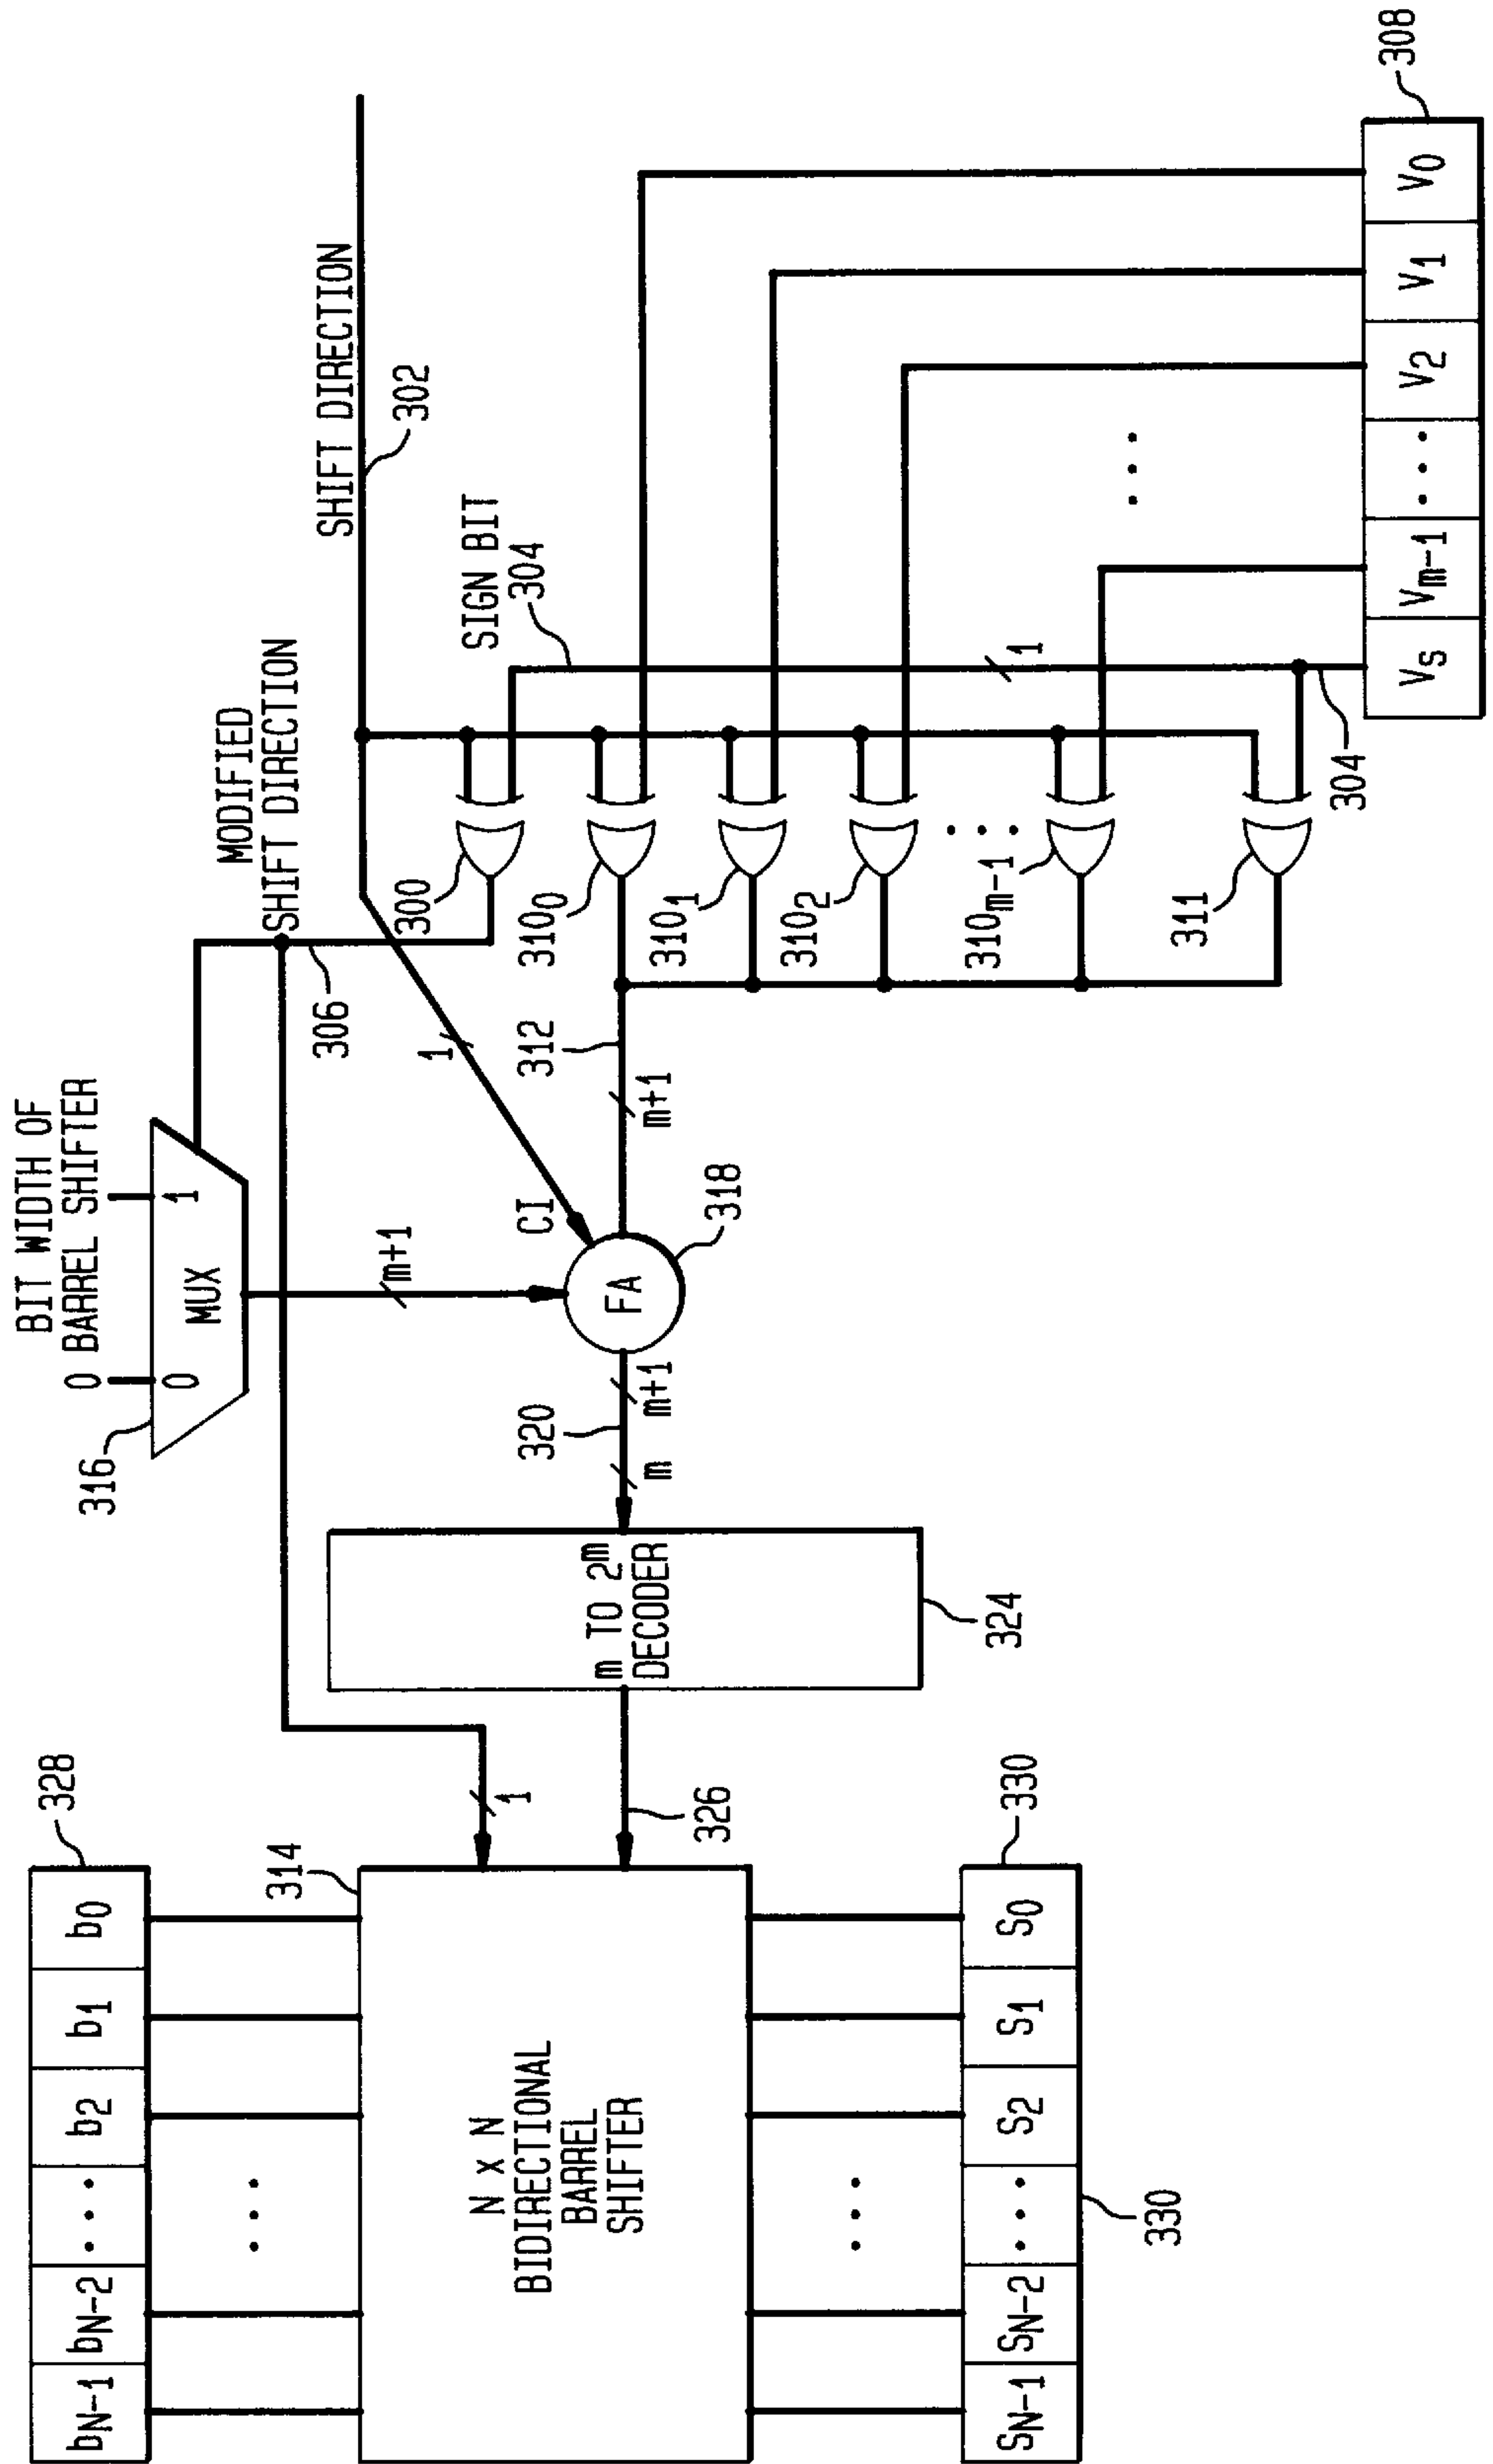 BIT WIDTH OF
0 BARREL SHIFTER
0
1
MUX
316
MODIFIED
SHIFT DIRECTION
306
SHIFT DIRECTION
302
SIGN BIT
304
1
300
310₀
310₁
310₂
• • •
310ₘ₋₁
311
304
• • •
1
CI
m+1
312
m+1
FA
318
320
m+1
m
m TO 2ᵐ
DECODER
324
326
1
328
bN-1 bN-2 • • • b2 b1 b0
• • •
314
N x N
BIDIRECTIONAL
BARREL
SHIFTER
• • •
SN-1 SN-2 • • • S2 S1 S0
330
330
VS Vm-1 • • • V2 V1 V0
308